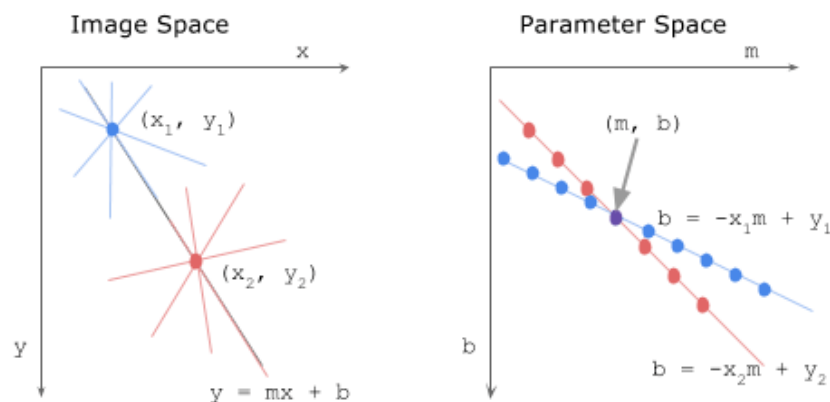 Image Space
Parameter Space
x
m
(x₁, y₁)
(m, b)
b = -x₁m + y₁
(x₂, y₂)
y
b
y = mx + b
b = -x₂m + y₂